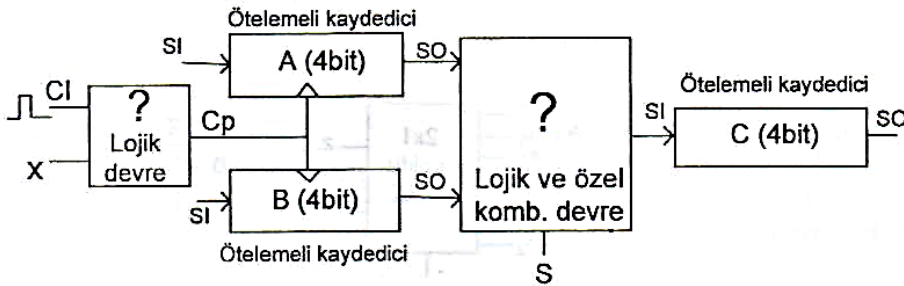 Ötelemeli kaydedici
SI
A (4bit)
SO
CI
?
Lojik
devre
X
Cp
SI
B (4bit)
SO
Ötelemeli kaydedici
?
Lojik ve özel
komb. devre
S
Ötelemeli kaydedici
SI
C (4bit)
SO